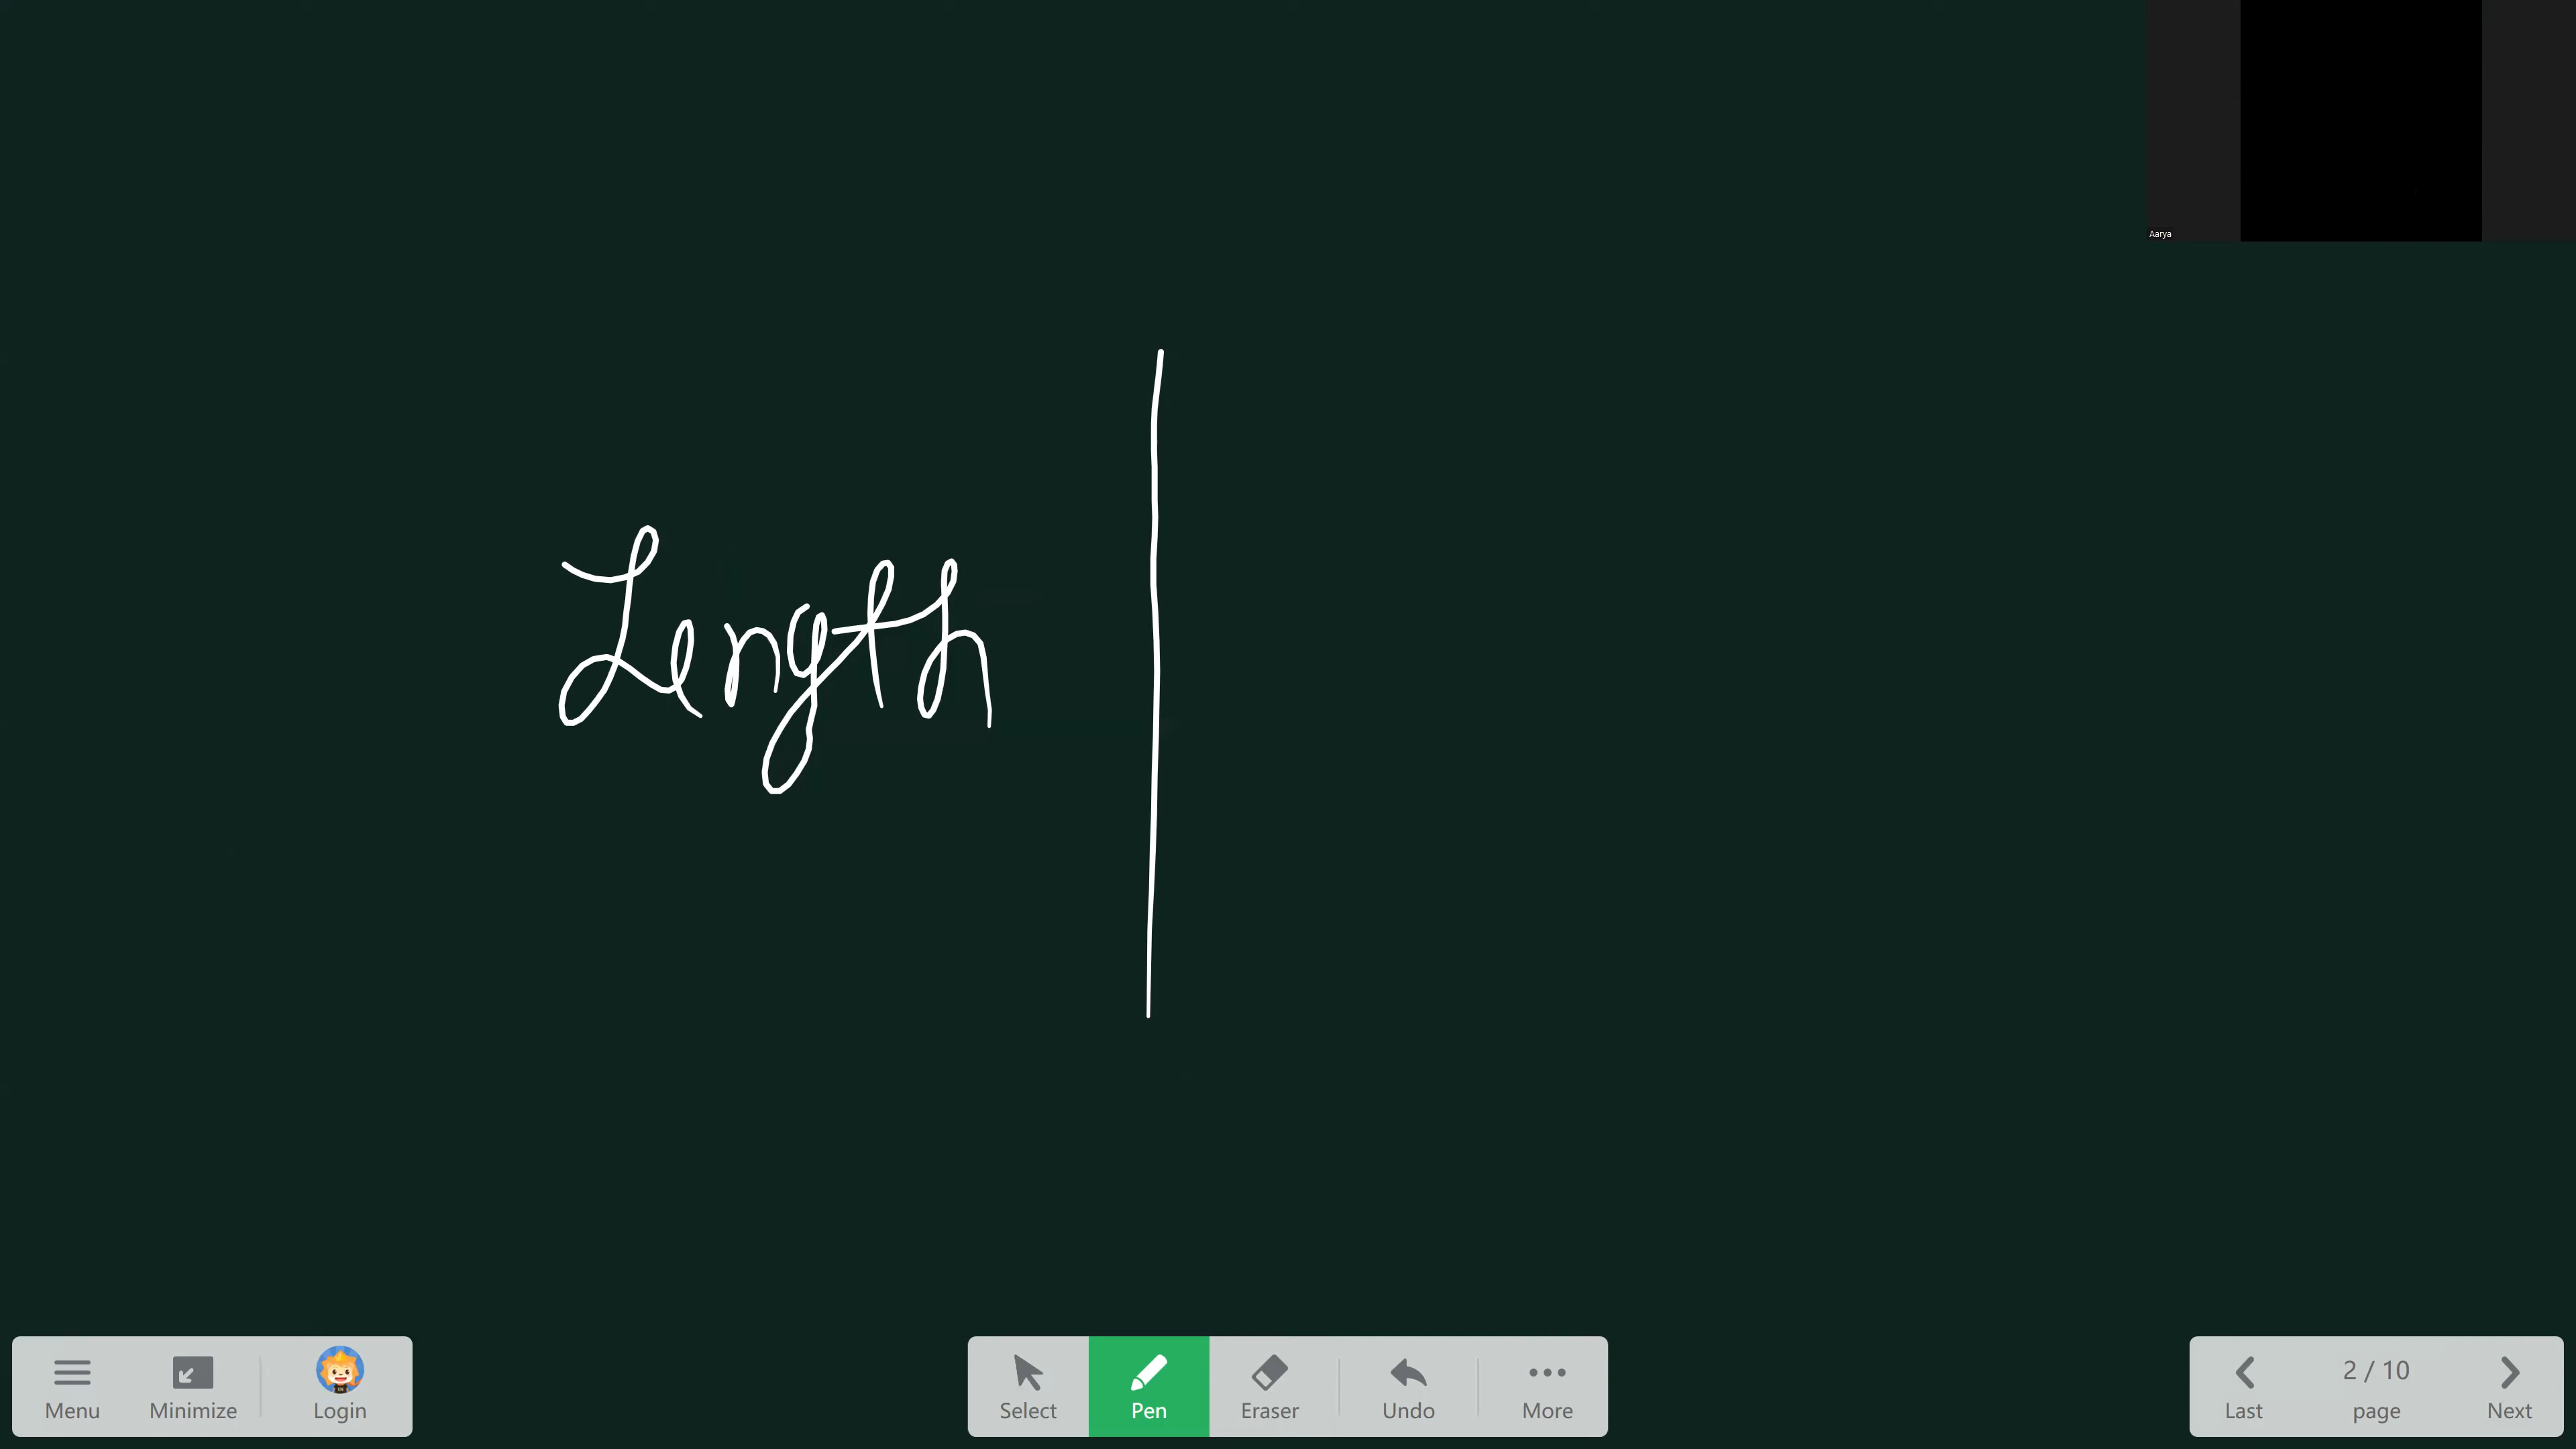 Aarya
Length
Menu Minimize Login Select Pen Eraser Undo More Last 2 / 10 page Next